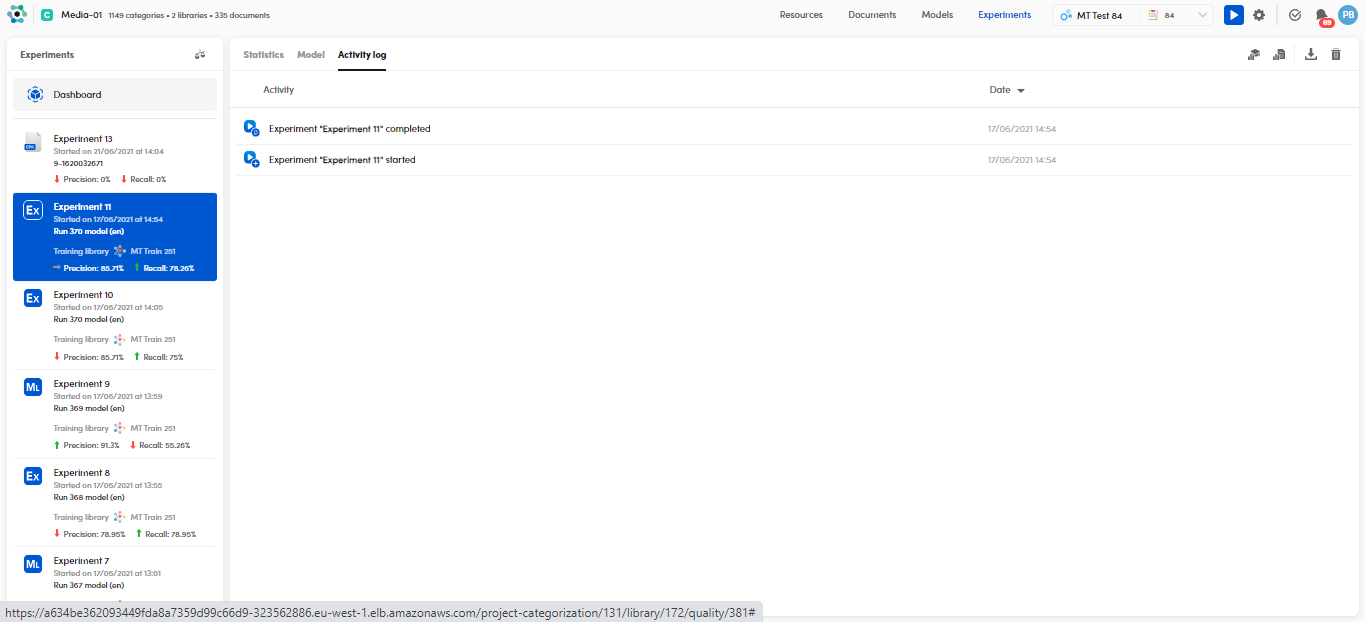 C Media-01 1149 categories • 2 libraries • 335 documents
Resources Documents Models Experiments MT Test 84 84 69 PB
Experiments
Dashboard
Experiment 13
Started on 21/06/2021 at 14:04
9-1620032671
Precision: 0% Recall: 0%
Ex Experiment 11
Started on 17/06/2021 at 14:54
Run 370 model (en)
Training library MT Train 251
Precision: 85.71% Recall: 78.26%
Ex Experiment 10
Started on 17/06/2021 at 14:05
Run 370 model (en)
Training library MT Train 251
Precision: 85.71% Recall: 75%
ML Experiment 9
Started on 17/06/2021 at 13:59
Run 369 model (en)
Training library MT Train 251
Precision: 91.3% Recall: 55.26%
Ex Experiment 8
Started on 17/06/2021 at 13:55
Run 368 model (en)
Training library MT Train 251
Precision: 78.95% Recall: 78.95%
ML Experiment 7
Started on 17/06/2021 at 13:01
Run 367 model (en)
Statistics Model Activity log
Activity Date
Experiment "Experiment 11" completed 17/06/2021 14:54
Experiment "Experiment 11" started 17/06/2021 14:54
https://a634be362093449fda8a7359d99c66d9-323562886.eu-west-1.elb.amazonaws.com/project-categorization/131/library/172/quality/381#